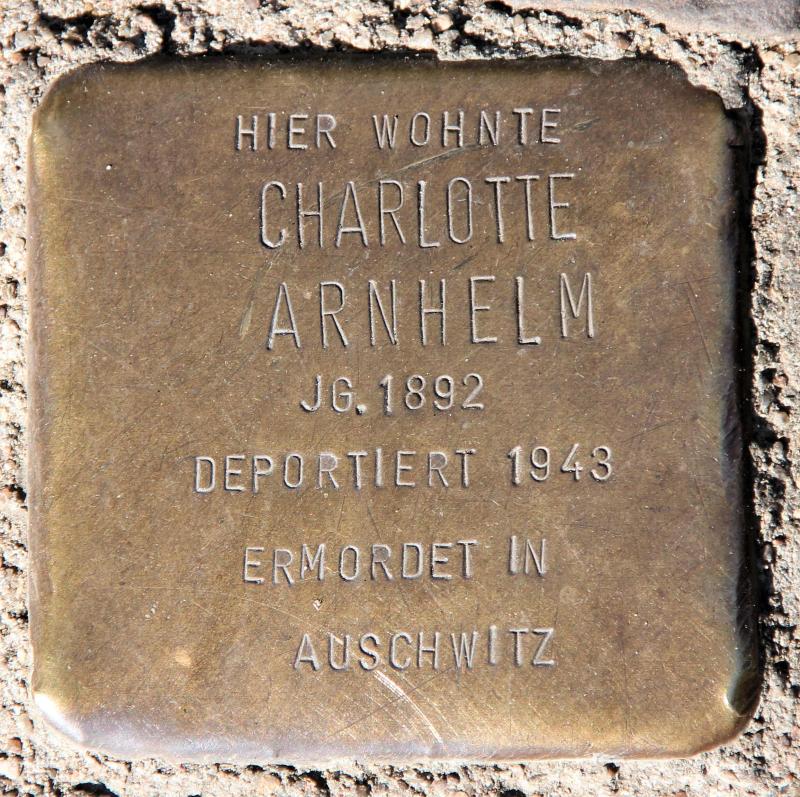 HIER WOHNTE
CHARLOTTE
ARNHELM
JG. 1892
DEPORTIERT 1943
ERMORDET IN
AUSCHWITZ